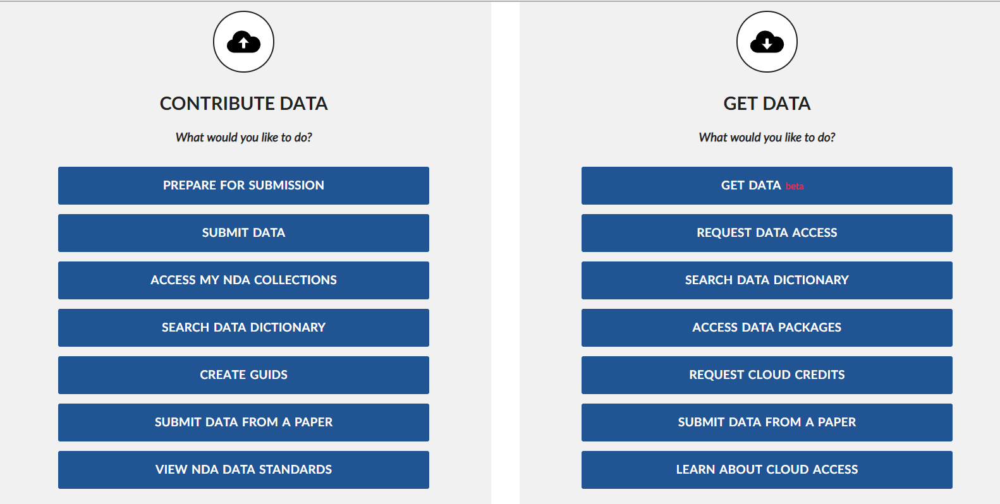 CONTRIBUTE DATA
What would you like to do?
PREPARE FOR SUBMISSION
SUBMIT DATA
ACCESS MY NDA COLLECTIONS
SEARCH DATA DICTIONARY
CREATE GUIDS
SUBMIT DATA FROM A PAPER
VIEW NDA DATA STANDARDS
GET DATA
What would you like to do?
GET DATA beta
REQUEST DATA ACCESS
SEARCH DATA DICTIONARY
ACCESS DATA PACKAGES
REQUEST CLOUD CREDITS
SUBMIT DATA FROM A PAPER
LEARN ABOUT CLOUD ACCESS